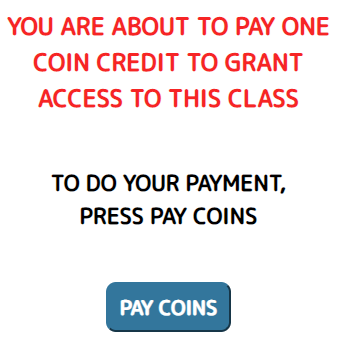 YOU ARE ABOUT TO PAY ONE
COIN CREDIT TO GRANT
ACCESS TO THIS CLASS
TO DO YOUR PAYMENT,
PRESS PAY COINS
PAY COINS